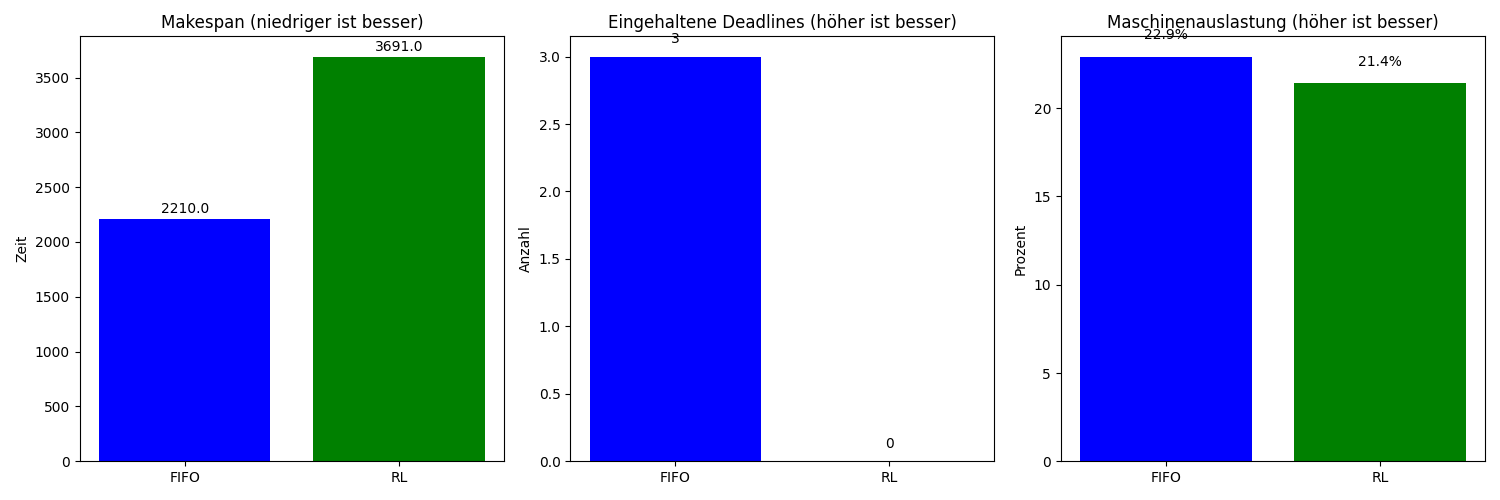 Makespan (niedriger ist besser)
Zeit
3500
3000
2500
2000
1500
1000
500
0
2210.0
3691.0
FIFO
RL
Eingehaltene Deadlines (höher ist besser)
Anzahl
3.0
2.5
2.0
1.5
1.0
0.5
0.0
3
0
FIFO
RL
Maschinenauslastung (höher ist besser)
Prozent
20
15
10
5
0
22.9%
21.4%
FIFO
RL